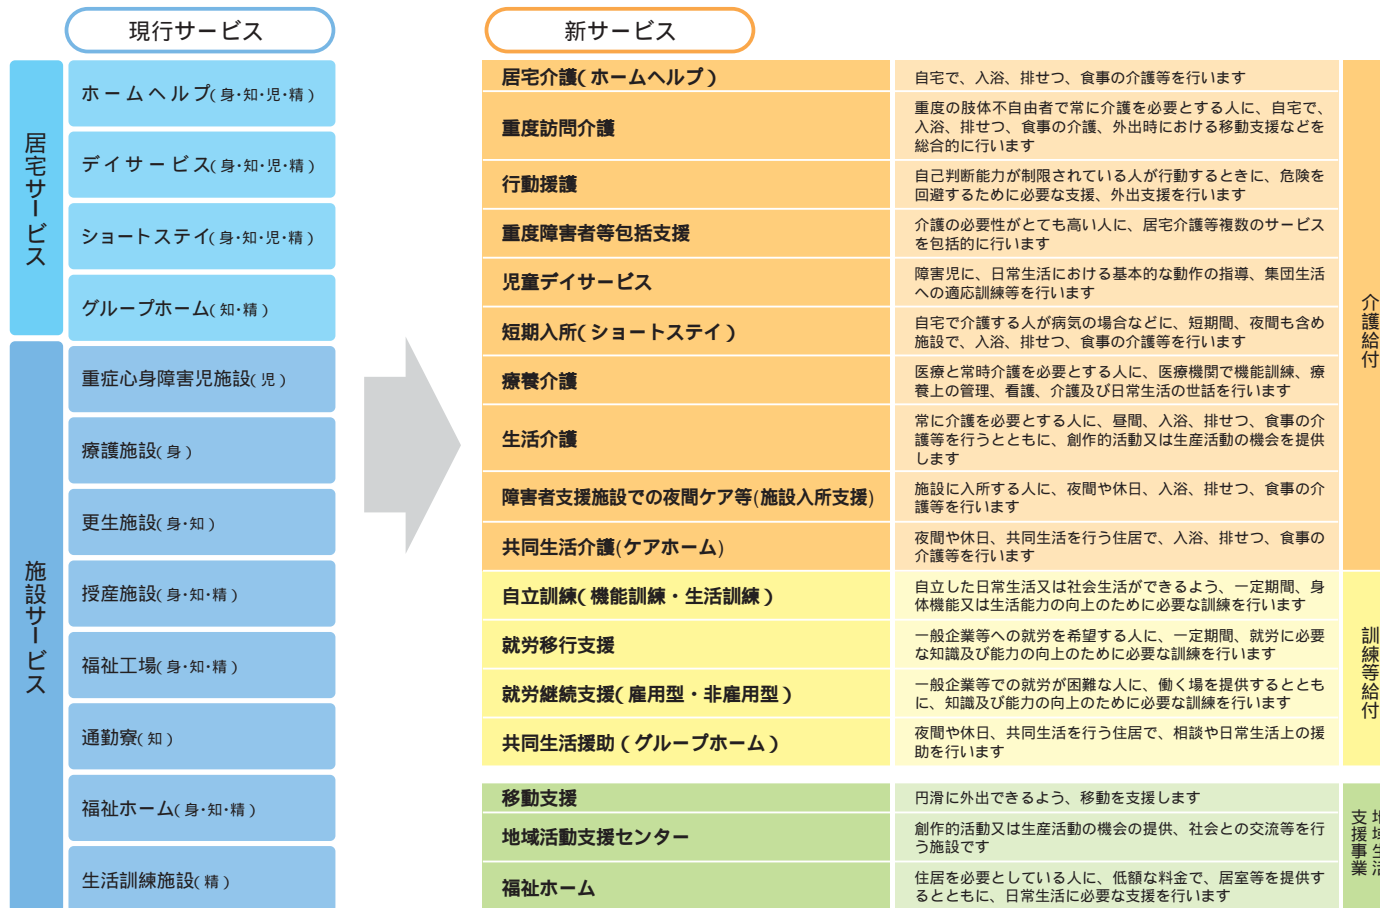 現行サービス
居宅サービス
ホームヘルプ(身・知・児・精)
デイサービス(身・知・児・精)
ショートステイ(身・知・児・精)
グループホーム(知・精)
施設サービス
重症心身障害児施設(児)
療護施設(身)
更生施設(身・知)
授産施設(身・知・精)
福祉工場(身・知・精)
通勤寮(知)
福祉ホーム(身・知・精)
生活訓練施設(精)
新サービス
居宅介護(ホームヘルプ)
自宅で、入浴、排せつ、食事の介護等を行います
重度訪問介護
重度の肢体不自由者で常に介護を必要とする人に、自宅で、
入浴、排せつ、食事の介護、外出時における移動支援などを
総合的に行います
行動援護
自己判断能力が制限されている人が行動するときに、危険を
回避するために必要な支援、外出支援を行います
重度障害者等包括支援
介護の必要性がとても高い人に、居宅介護等複数のサービス
を包括的に行います
児童デイサービス
障害児に、日常生活における基本的な動作の指導、集団生活
への適応訓練等を行います
短期入所(ショートステイ)
自宅で介護する人が病気の場合などに、短期間、夜間も含め
施設で、入浴、排せつ、食事の介護等を行います
療養介護
医療と常時介護を必要とする人に、医療機関で機能訓練、療
養上の管理、看護、介護及び日常生活の世話を行います
生活介護
常に介護を必要とする人に、昼間、入浴、排せつ、食事の介
護等を行うとともに、創作的活動又は生産活動の機会を提供
します
障害者支援施設での夜間ケア等(施設入所支援)
施設に入所する人に、夜間や休日、入浴、排せつ、食事の介
護等を行います
共同生活介護(ケアホーム)
夜間や休日、共同生活を行う住居で、入浴、排せつ、食事の
介護等を行います
介護給付
自立訓練(機能訓練・生活訓練)
自立した日常生活又は社会生活ができるよう、一定期間、身
体機能又は生活能力の向上のために必要な訓練を行います
就労移行支援
一般企業等への就労を希望する人に、一定期間、就労に必要
な知識及び能力の向上のために必要な訓練を行います
就労継続支援(雇用型・非雇用型)
一般企業等での就労が困難な人に、働く場を提供するととも
に、知識及び能力の向上のために必要な訓練を行います
共同生活援助(グループホーム)
夜間や休日、共同生活を行う住居で、相談や日常生活上の援
助を行います
訓練等給付
移動支援
円滑に外出できるよう、移動を支援します
地域活動支援センター
創作的活動又は生産活動の機会の提供、社会との交流等を行
う施設です
福祉ホーム
住居を必要としている人に、低額な料金で、居室等を提供す
るとともに、日常生活に必要な支援を行います
地域生活
支援事業